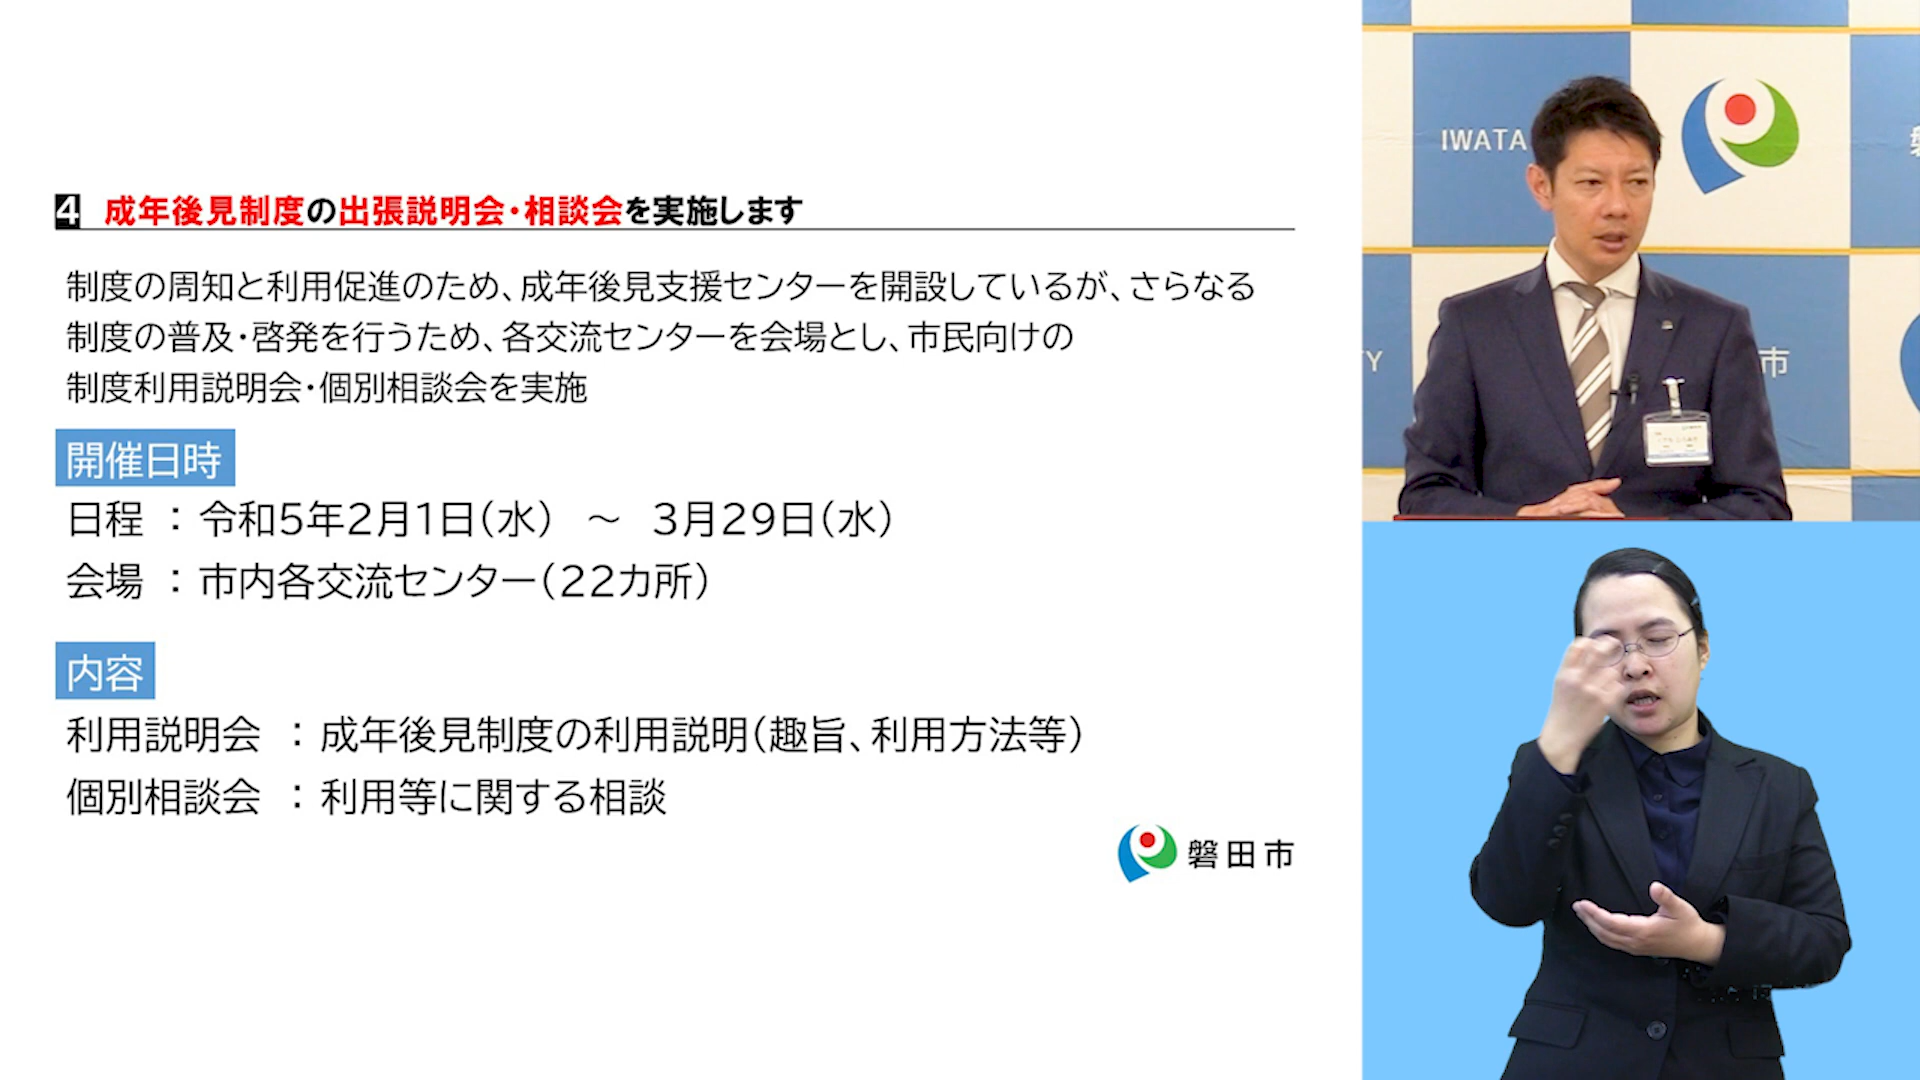 4 成年後見制度の出張説明会・相談会を実施します
制度の周知と利用促進のため、成年後見支援センターを開設しているが、さらなる
制度の普及・啓発を行うため、各交流センターを会場とし、市民向けの
制度利用説明会・個別相談会を実施
開催日時
日程 : 令和5年2月1日(水) ～ 3月29日(水)
会場 : 市内各交流センター(22カ所)
内容
利用説明会 : 成年後見制度の利用説明(趣旨、利用方法等)
個別相談会 : 利用等に関する相談
磐田市
IWATA
市